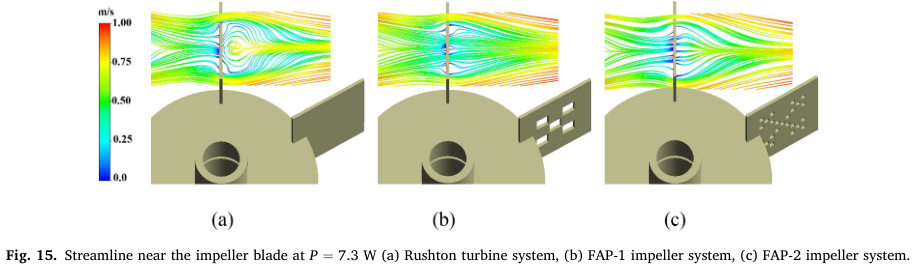 m/s
1.00
0.75
0.50
0.25
0.0
(a)
(b)
(c)
Fig. 15. Streamline near the impeller blade at P = 7.3 W (a) Rushton turbine system, (b) FAP-1 impeller system, (c) FAP-2 impeller system.